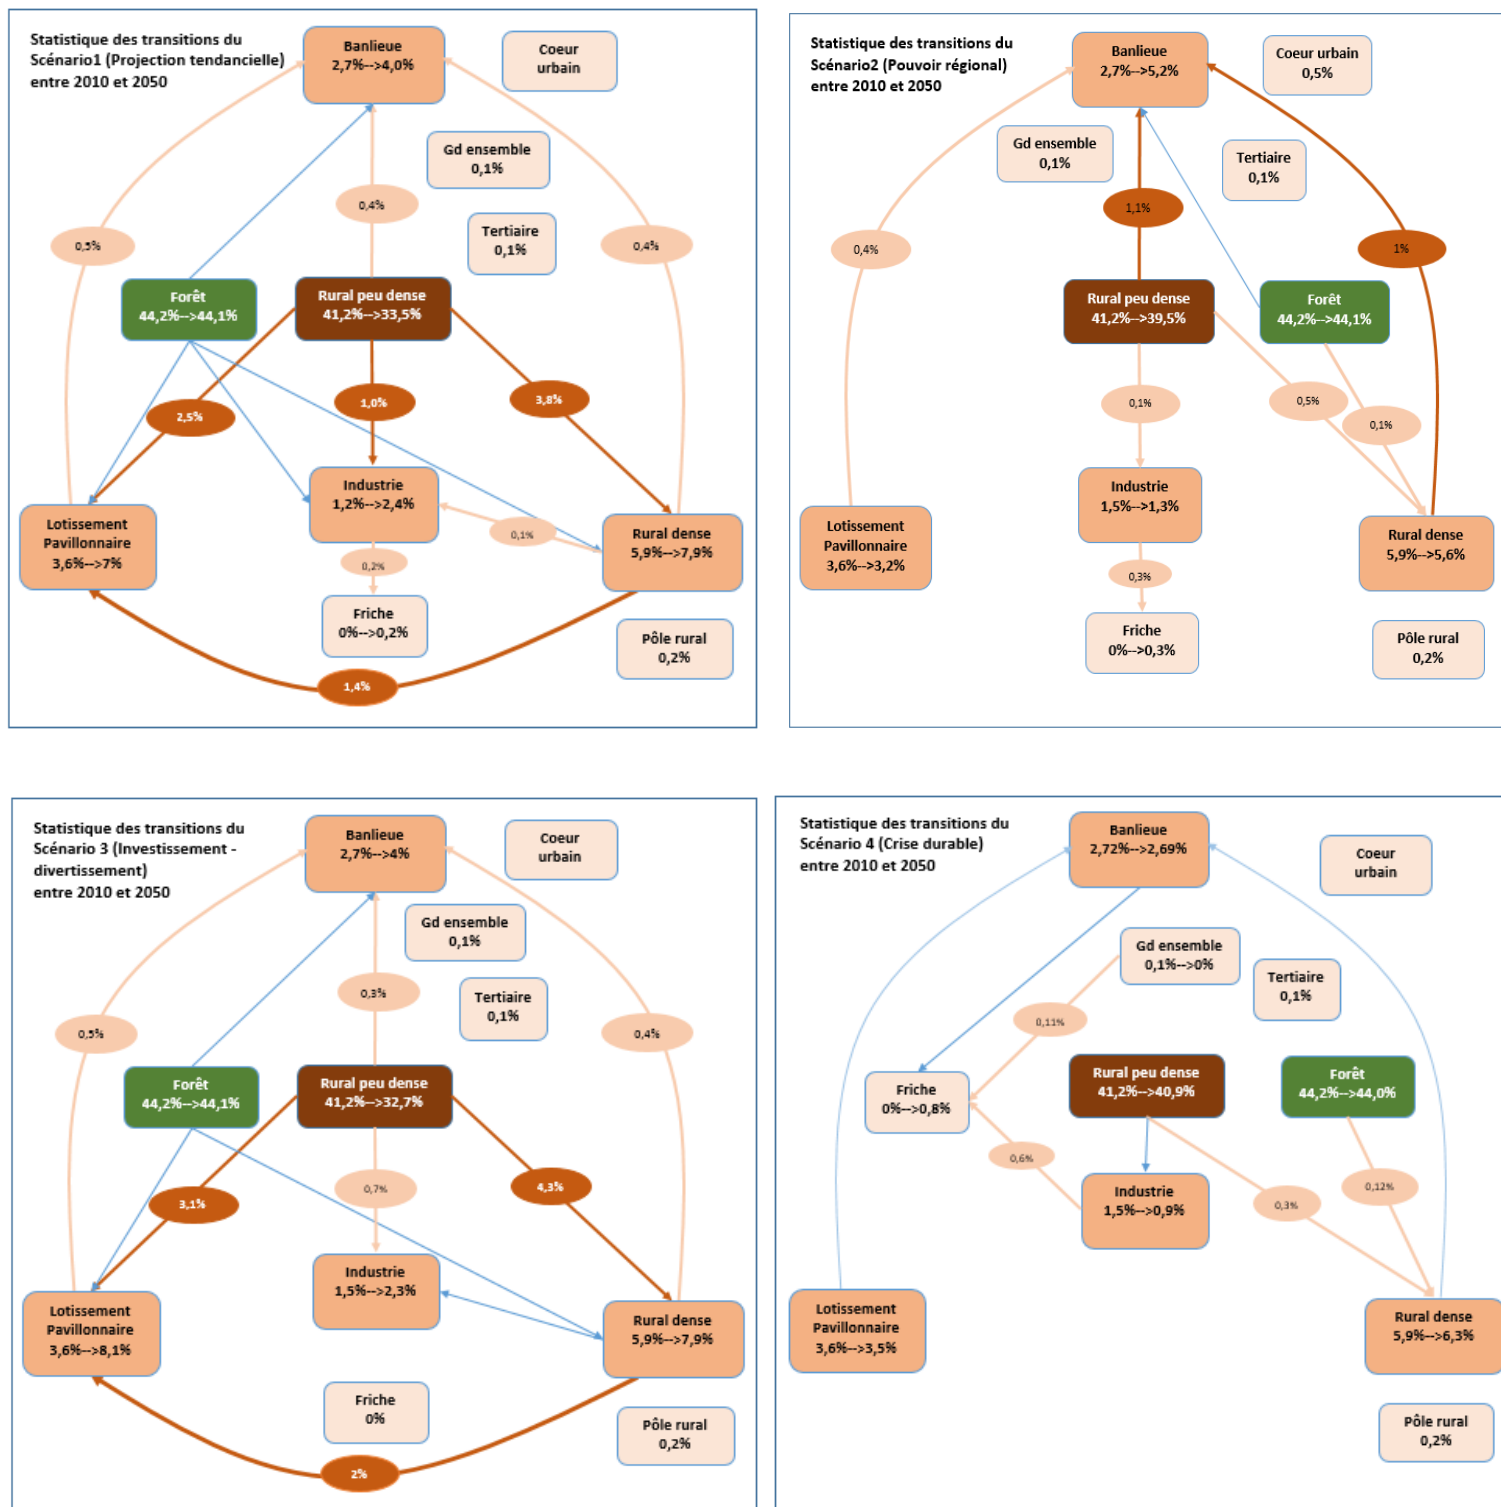 Statistique des transitions du
Scénario1 (Projection tendancielle)
entre 2010 et 2050
Banlieue
2,7%-->4,0%
Coeur
urbain
Gd ensemble
0,1%
0,4%
Tertiaire
0,1%
0,5%
0,4%
Forêt
44,2%-->44,1%
Rural peu dense
41,2%-->33,5%
2,5%
1,0%
3,8%
Industrie
1,2%-->2,4%
Lotissement
Pavillonnaire
3,6%-->7%
0,1%
Rural dense
5,9%-->7,9%
0,2%
Friche
0%-->0,2%
Pôle rural
0,2%
1,4%
Statistique des transitions du
Scénario2 (Pouvoir régional)
entre 2010 et 2050
Banlieue
2,7%-->5,2%
Coeur urbain
0,5%
Gd ensemble
0,1%
Tertiaire
0,1%
1,1%
0,4%
1%
Rural peu dense
41,2%-->39,5%
Forêt
44,2%-->44,1%
0,1%
0,5%
0,1%
Industrie
1,5%-->1,3%
Lotissement
Pavillonnaire
3,6%-->3,2%
Rural dense
5,9%-->5,6%
0,3%
Friche
0%-->0,3%
Pôle rural
0,2%
Statistique des transitions du
Scénario 3 (Investissement -
divertissement)
entre 2010 et 2050
Banlieue
2,7%-->4%
Coeur
urbain
Gd ensemble
0,1%
0,3%
Tertiaire
0,1%
0,5%
0,4%
Forêt
44,2%-->44,1%
Rural peu dense
41,2%-->32,7%
3,1%
0,7%
4,3%
Industrie
1,5%-->2,3%
Lotissement
Pavillonnaire
3,6%-->8,1%
Rural dense
5,9%-->7,9%
Friche
0%
Pôle rural
0,2%
2%
Statistique des transitions du
Scénario 4 (Crise durable)
entre 2010 et 2050
Banlieue
2,72%-->2,69%
Coeur
urbain
Gd ensemble
0,1%-->0%
Tertiaire
0,1%
0,11%
Friche
0%-->0,8%
Rural peu dense
41,2%-->40,9%
Forêt
44,2%-->44,0%
0,6%
Industrie
1,5%-->0,9%
0,3%
0,12%
Lotissement
Pavillonnaire
3,6%-->3,5%
Rural dense
5,9%-->6,3%
Pôle rural
0,2%